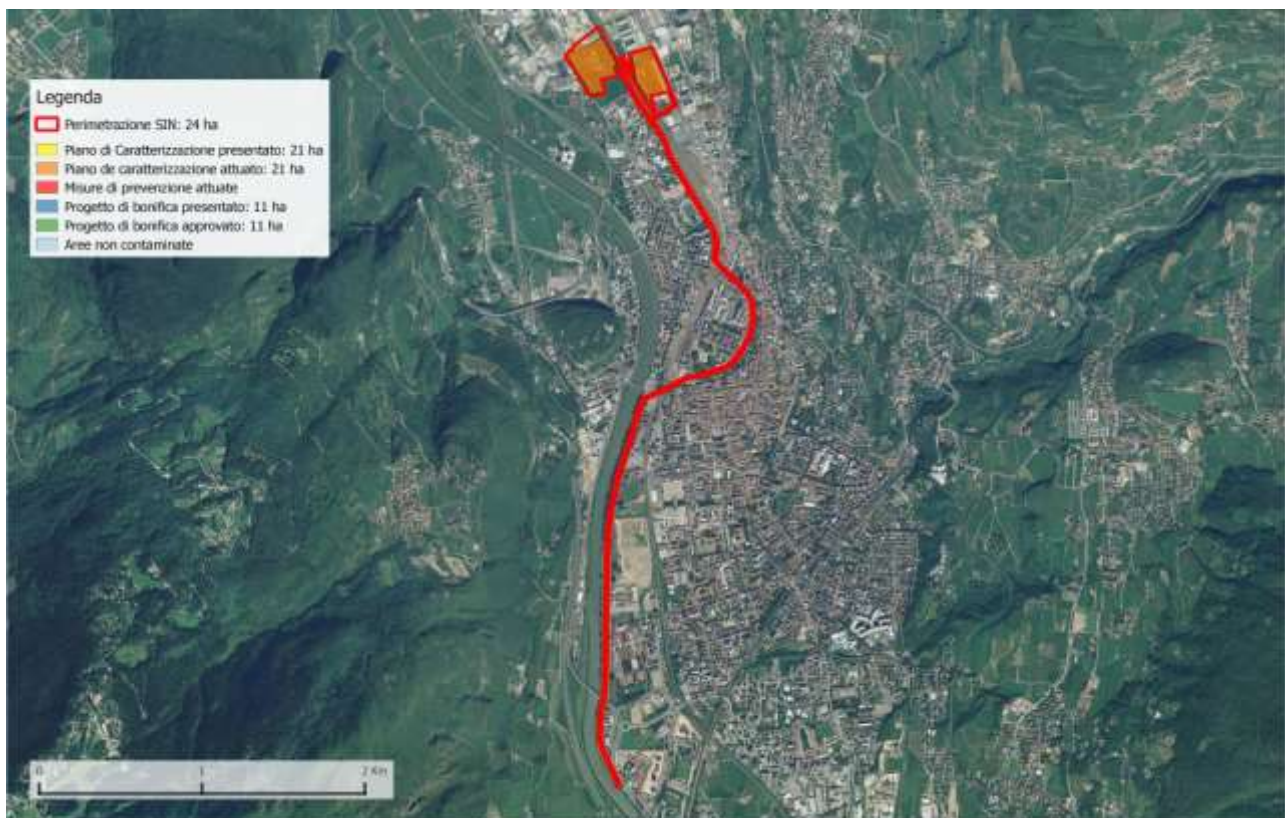 Legenda
Perimetrazione SIN: 24 ha
Piano di Caratterizzazione presentato: 21 ha
Piano de caratterizzazione attuato: 21 ha
Misure di prevenzione attuate
Progetto di bonifica presentato: 11 ha
Progetto di bonifica approvato: 11 ha
Aree non contaminate
0 1 2 Km